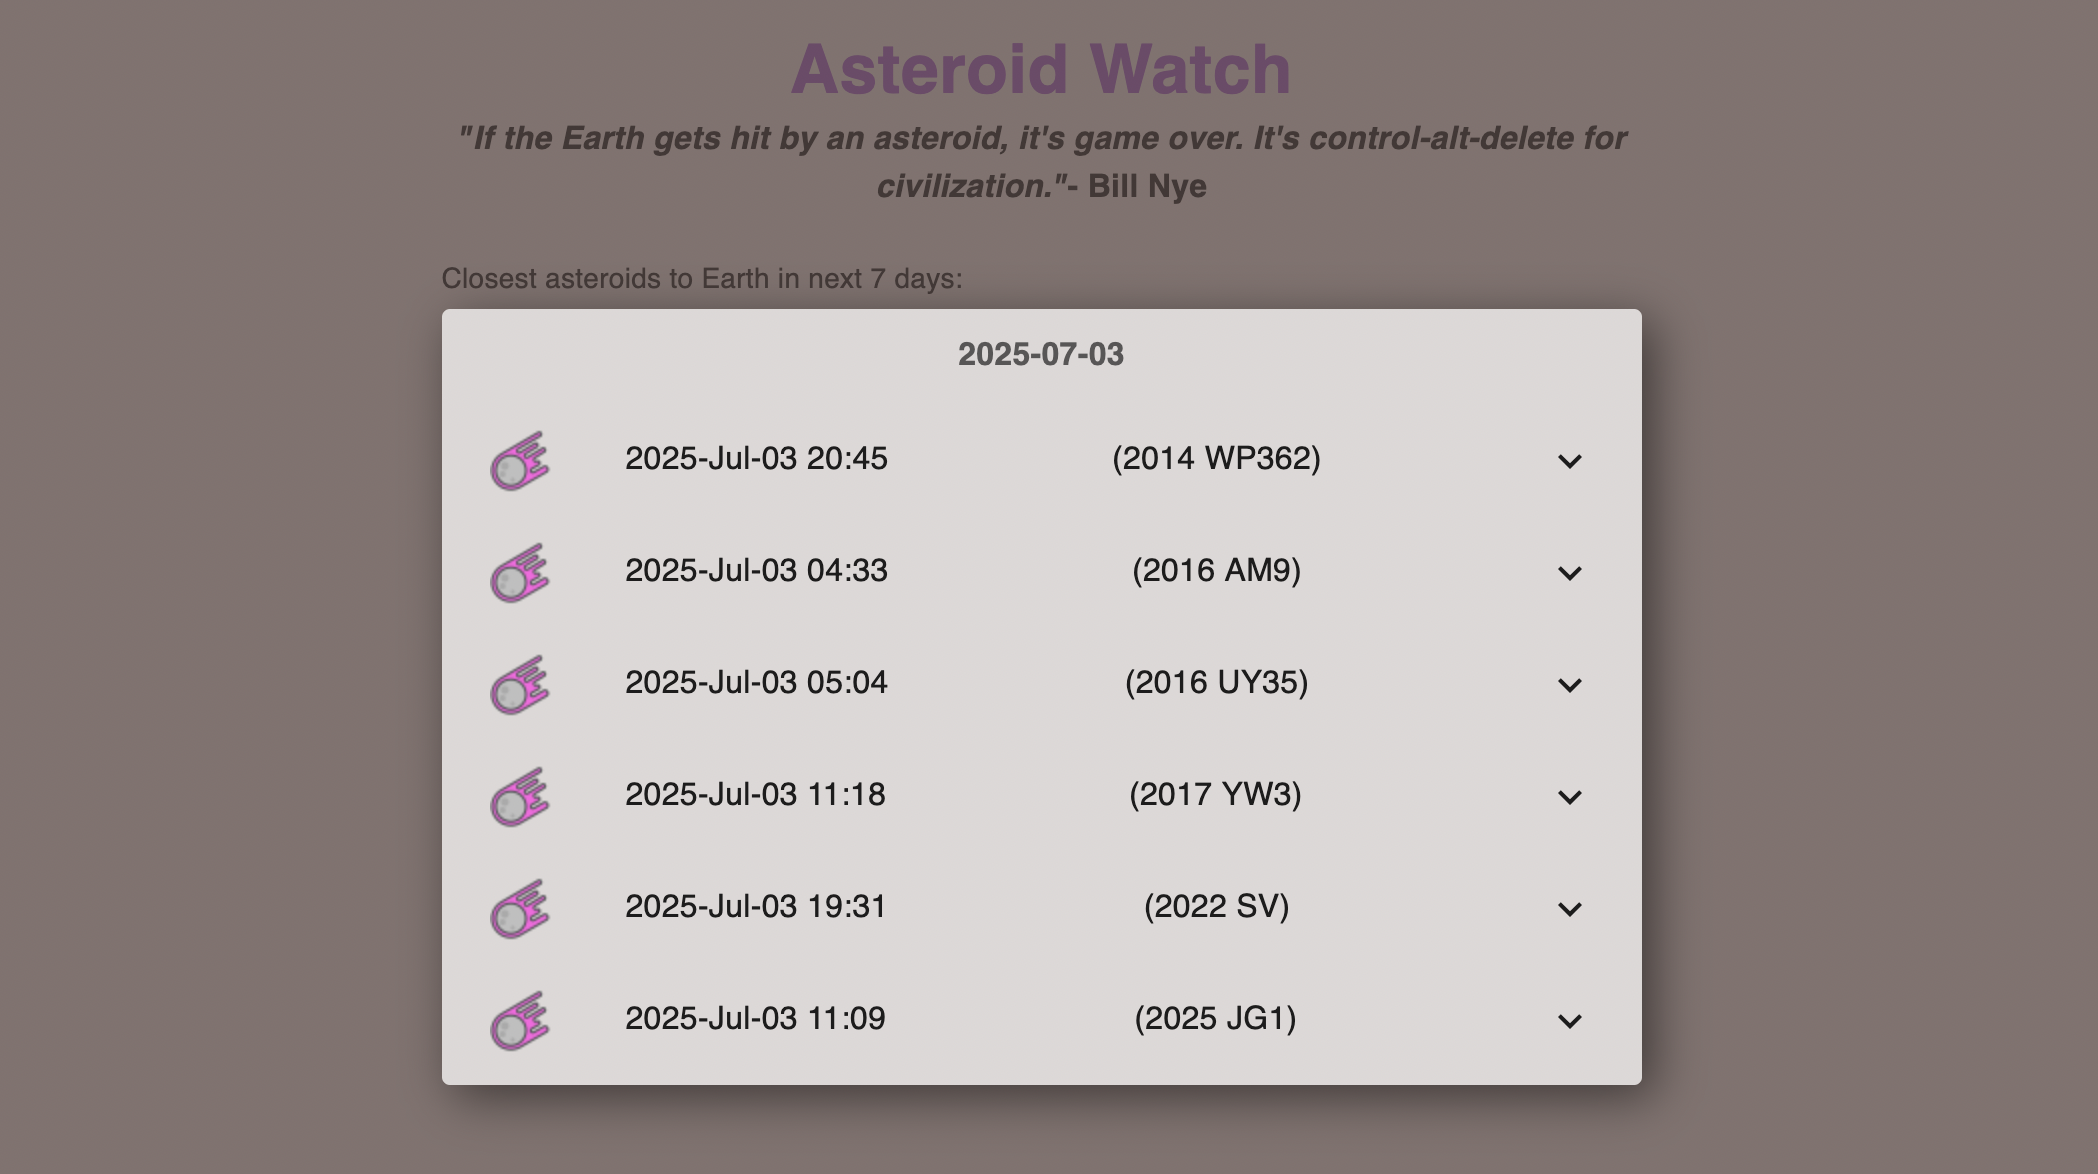 Asteroid Watch
"If the Earth gets hit by an asteroid, it's game over. It's control-alt-delete for
civilization."- Bill Nye
Closest asteroids to Earth in next 7 days:
2025-07-03
2025-Jul-03 20:45 (2014 WP362)
2025-Jul-03 04:33 (2016 AM9)
2025-Jul-03 05:04 (2016 UY35)
2025-Jul-03 11:18 (2017 YW3)
2025-Jul-03 19:31 (2022 SV)
2025-Jul-03 11:09 (2025 JG1)